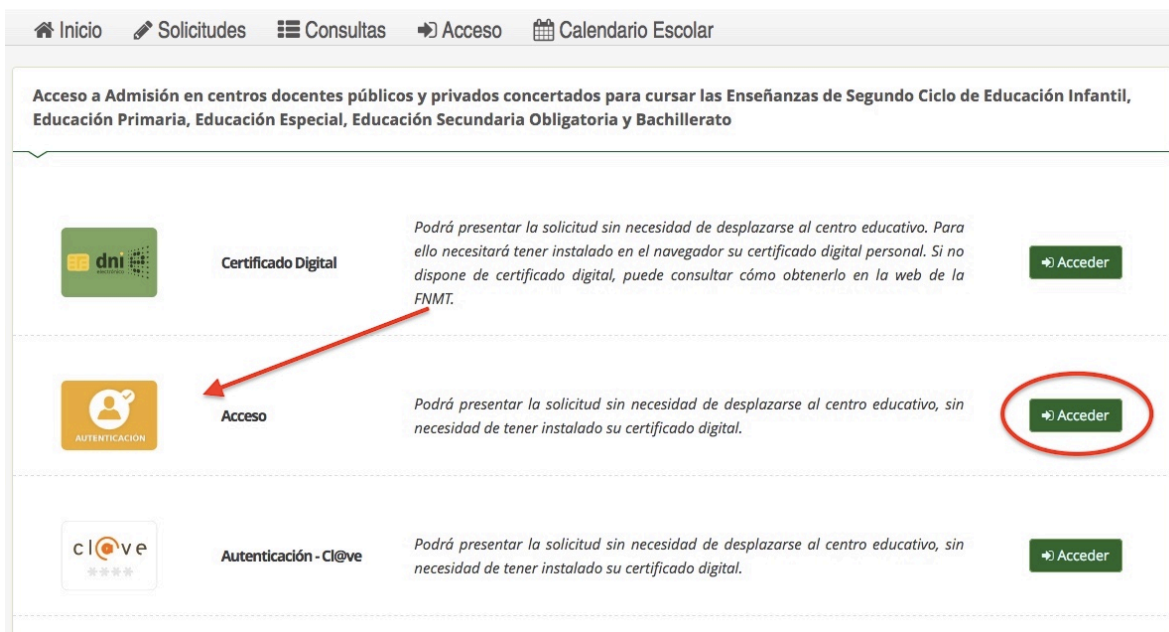 Inicio Solicitudes Consultas Acceso Calendario Escolar
Acceso a Admisión en centros docentes públicos y privados concertados para cursar las Enseñanzas de Segundo Ciclo de Educación Infantil,
Educación Primaria, Educación Especial, Educación Secundaria Obligatoria y Bachillerato
dni
Certificado Digital
Podrá presentar la solicitud sin necesidad de desplazarse al centro educativo. Para
ello necesitará tener instalado en el navegador su certificado digital personal. Si no
dispone de certificado digital, puede consultar cómo obtenerlo en la web de la
FNMT.
Acceder
AUTENTICACIÓN
Acceso
Podrá presentar la solicitud sin necesidad de desplazarse al centro educativo, sin
necesidad de tener instalado su certificado digital.
Acceder
cl@ve
****
Autenticación - Cl@ve
Podrá presentar la solicitud sin necesidad de desplazarse al centro educativo, sin
necesidad de tener instalado su certificado digital.
Acceder